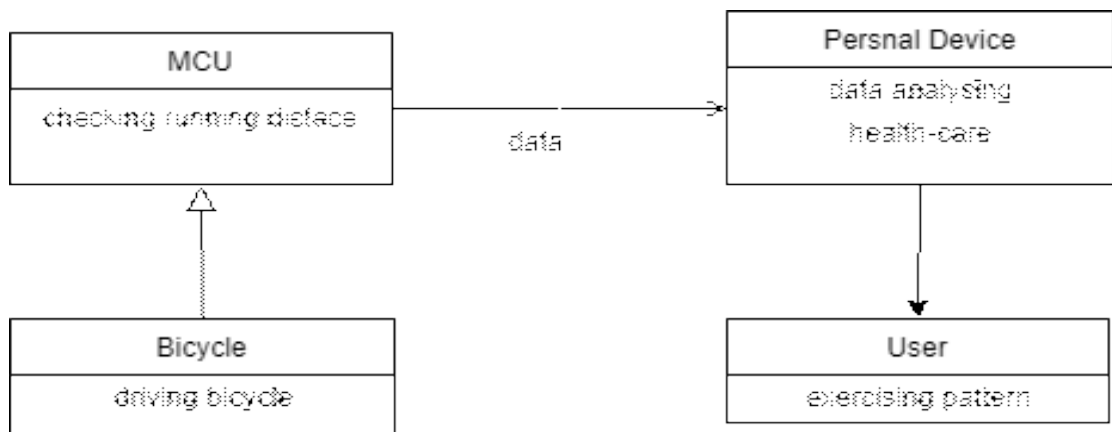 MCU
checking running distace
data
Persnal Device
data analysing
health-care
Bicycle
driving bicycle
User
exercising pattern